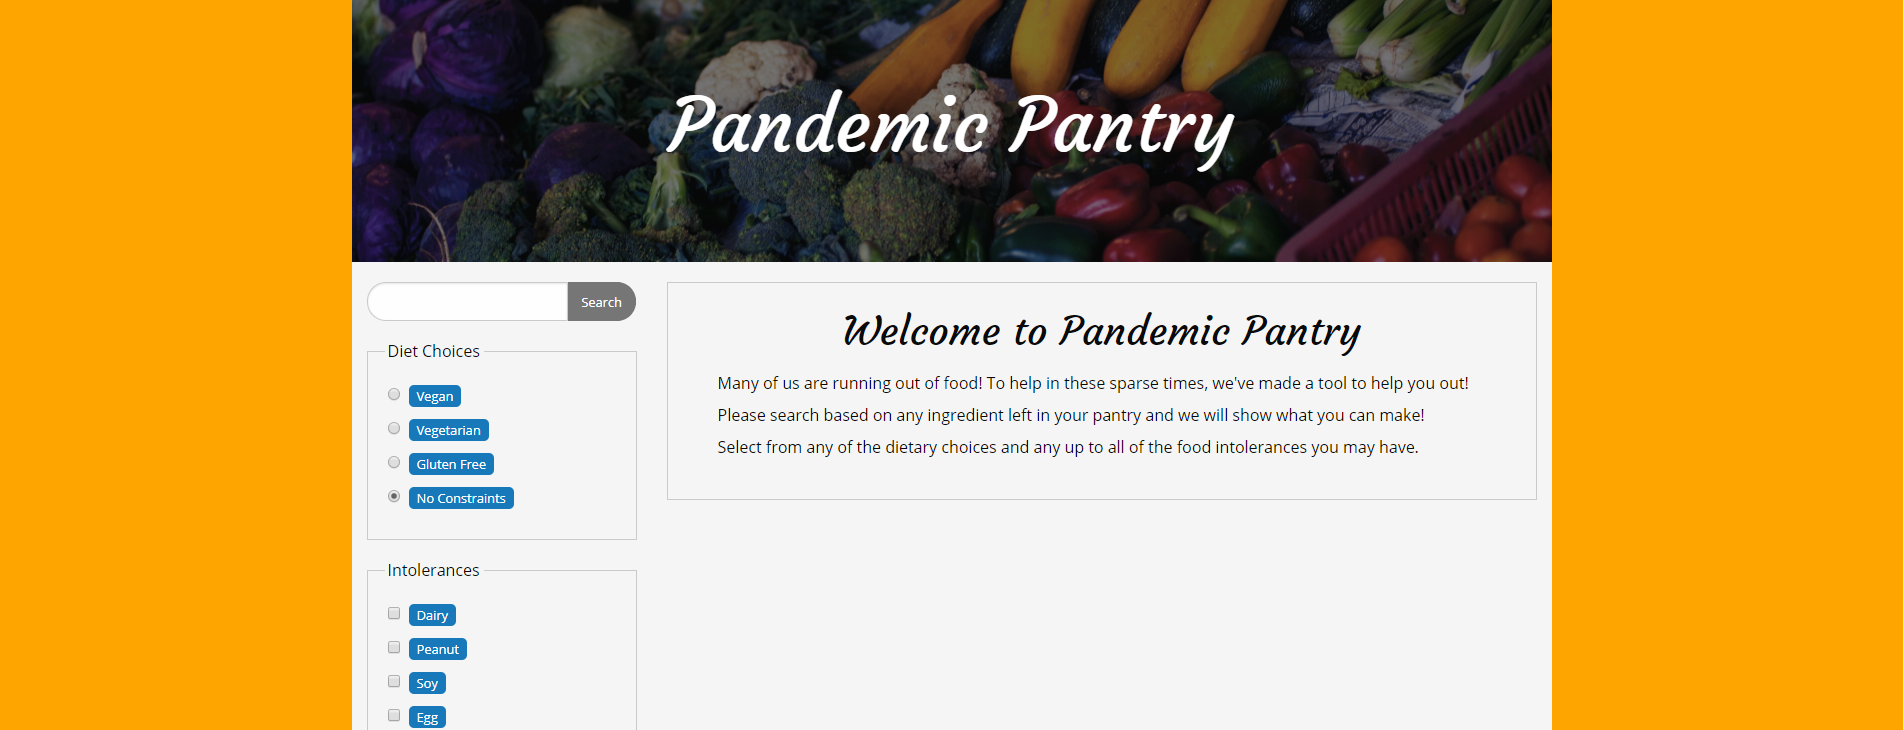 Pandemic Pantry
Search
Diet Choices
Vegan
Vegetarian
Gluten Free
No Constraints
Intolerances
Dairy
Peanut
Soy
Egg
Welcome to Pandemic Pantry
Many of us are running out of food! To help in these sparse times, we've made a tool to help you out!
Please search based on any ingredient left in your pantry and we will show what you can make!
Select from any of the dietary choices and any up to all of the food intolerances you may have.